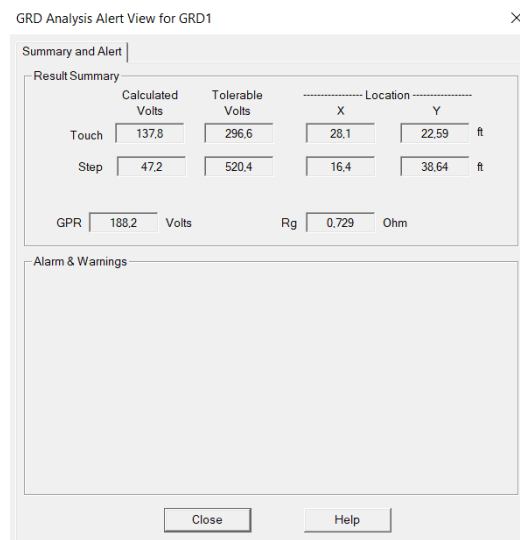 GRD Analysis Alert View for GRD1
Summary and Alert
Result Summary
Calculated Tolerable ----------------- Location -----------------
Volts Volts X Y
Touch 137,8 296,6 28,1 22,59 ft
Step 47,2 520,4 16,4 38,64 ft
GPR 188,2 Volts Rg 0,729 Ohm
Alarm & Warnings
Close Help